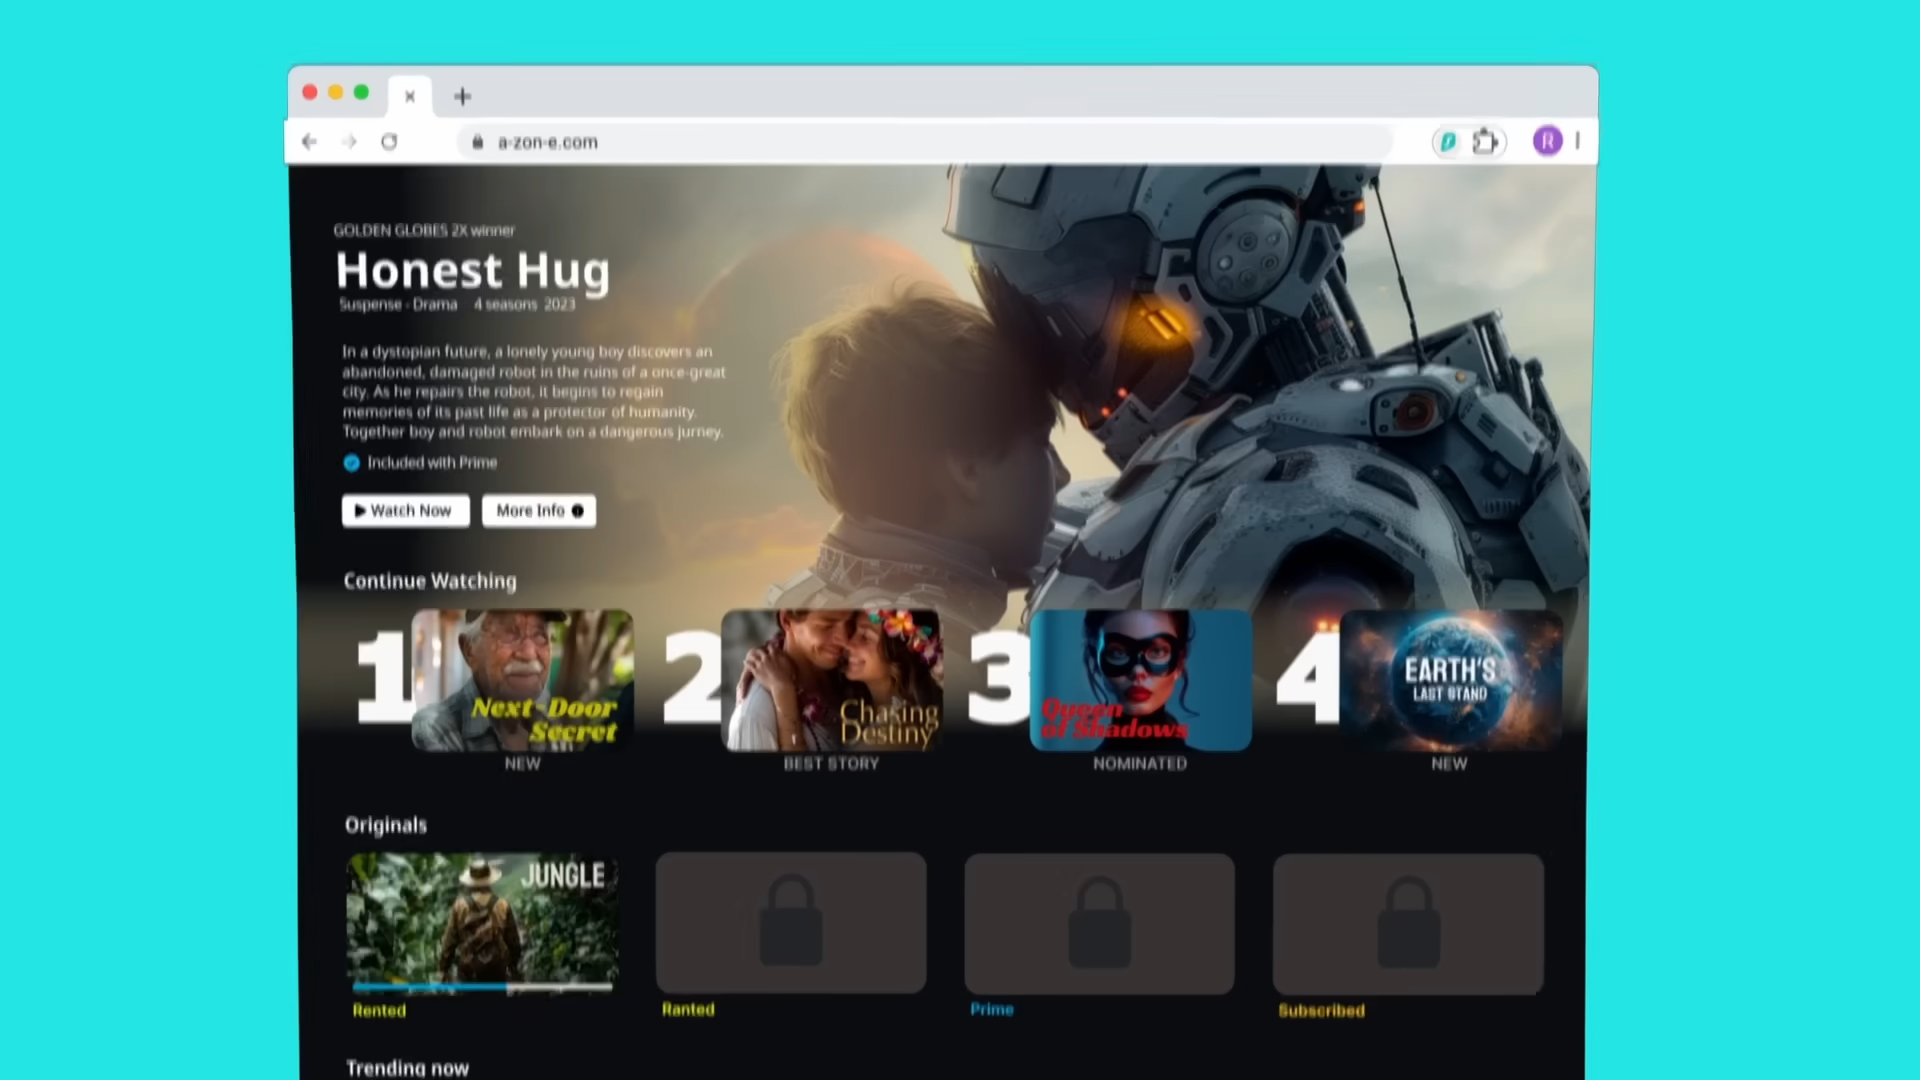 a-zon-e.com
R
GOLDEN GLOBES 2X winner
Honest Hug
Suspense - Drama 4 seasons 2023
In a dystopian future, a lonely young boy discovers an
abandoned, damaged robot in the ruins of a once-great
city. As he repairs the robot, it begins to regain
memories of its past life as a protector of humanity.
Together boy and robot embark on a dangerous jurney.
Included with Prime
Watch Now More Info
Continue Watching
1
Next-Door
Secret
NEW
2
Chasing
Destiny
BEST STORY
3
Queen
of Shadows
NOMINATED
4
EARTH'S
LAST STAND
NEW
Originals
JUNGLE
Rented
Ranted
Prime
Subscribed
Trending now